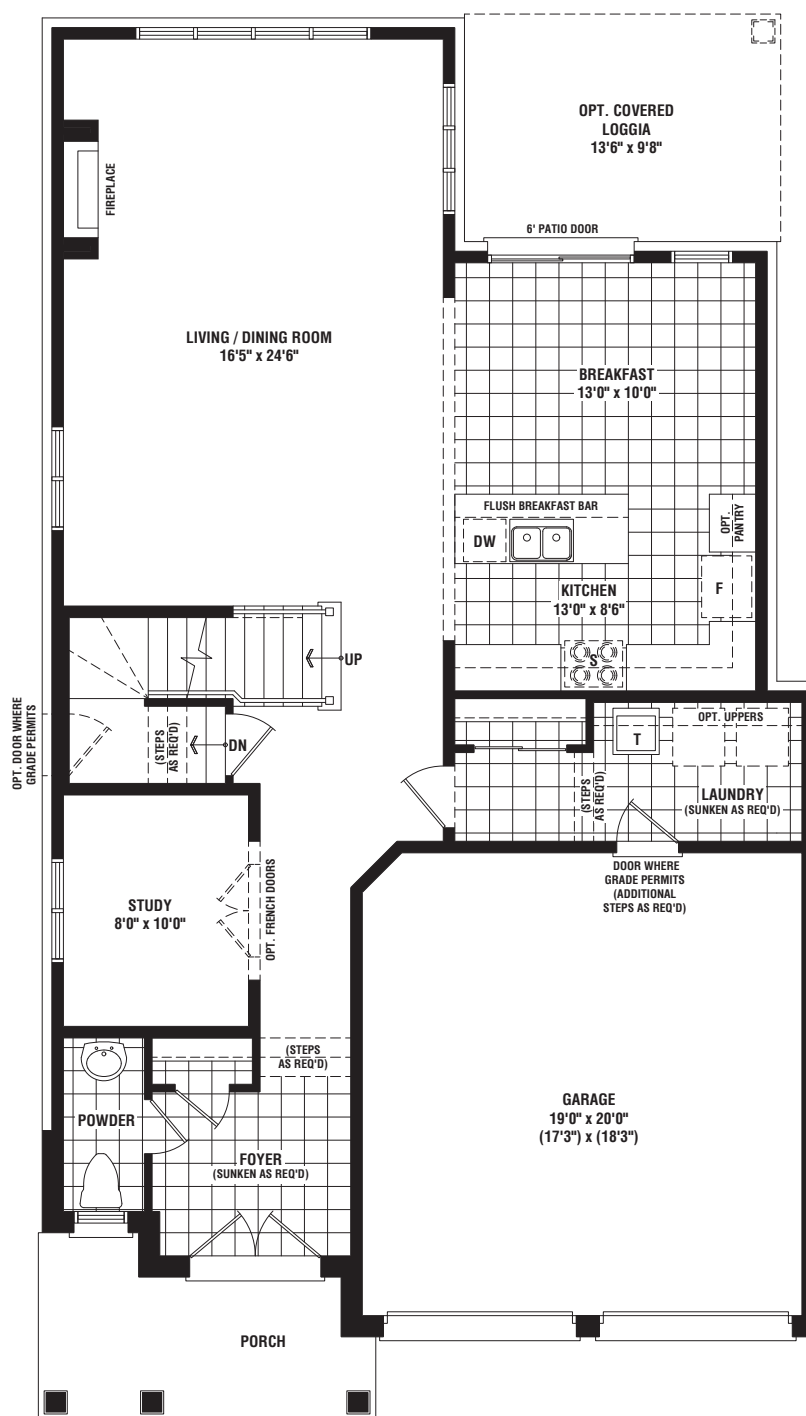 OPT. COVERED
LOGGIA
13'6" x 9'8"
FIREPLACE
6' PATIO DOOR
LIVING / DINING ROOM
16'5" x 24'6"
BREAKFAST
13'0" x 10'0"
FLUSH BREAKFAST BAR
DW
OPT.
PANTRY
F
KITCHEN
13'0" x 8'6"
S
UP
OPT. DOOR WHERE
GRADE PERMITS
(STEPS
AS REQ'D)
DN
OPT. UPPERS
T
(STEPS
AS REQ'D)
LAUNDRY
(SUNKEN AS REQ'D)
DOOR WHERE
GRADE PERMITS
(ADDITIONAL
STEPS AS REQ'D)
STUDY
8'0" x 10'0"
OPT. FRENCH DOORS
(STEPS
AS REQ'D)
POWDER
FOYER
(SUNKEN AS REQ'D)
GARAGE
19'0" x 20'0"
(17'3") x (18'3")
PORCH